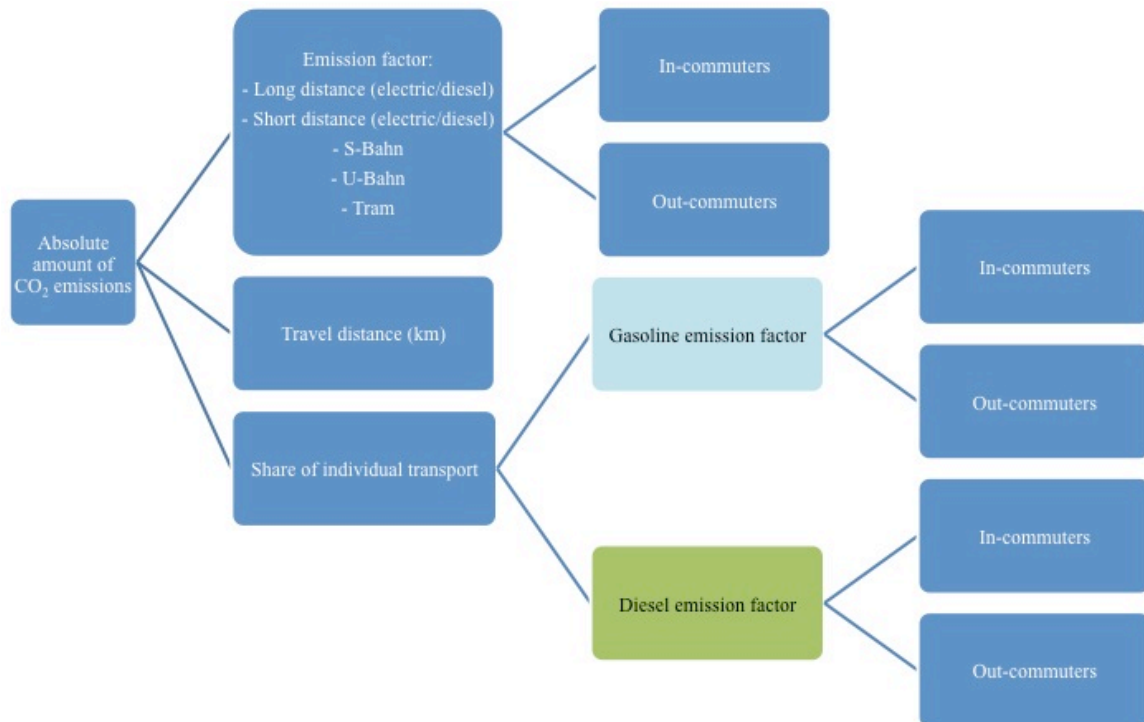 Absolute
amount of
CO₂ emissions
Emission factor:
- Long distance (electric/diesel)
- Short distance (electric/diesel)
- S-Bahn
- U-Bahn
- Tram
Travel distance (km)
Share of individual transport
In-commuters
Out-commuters
Gasoline emission factor
Diesel emission factor
In-commuters
Out-commuters
In-commuters
Out-commuters